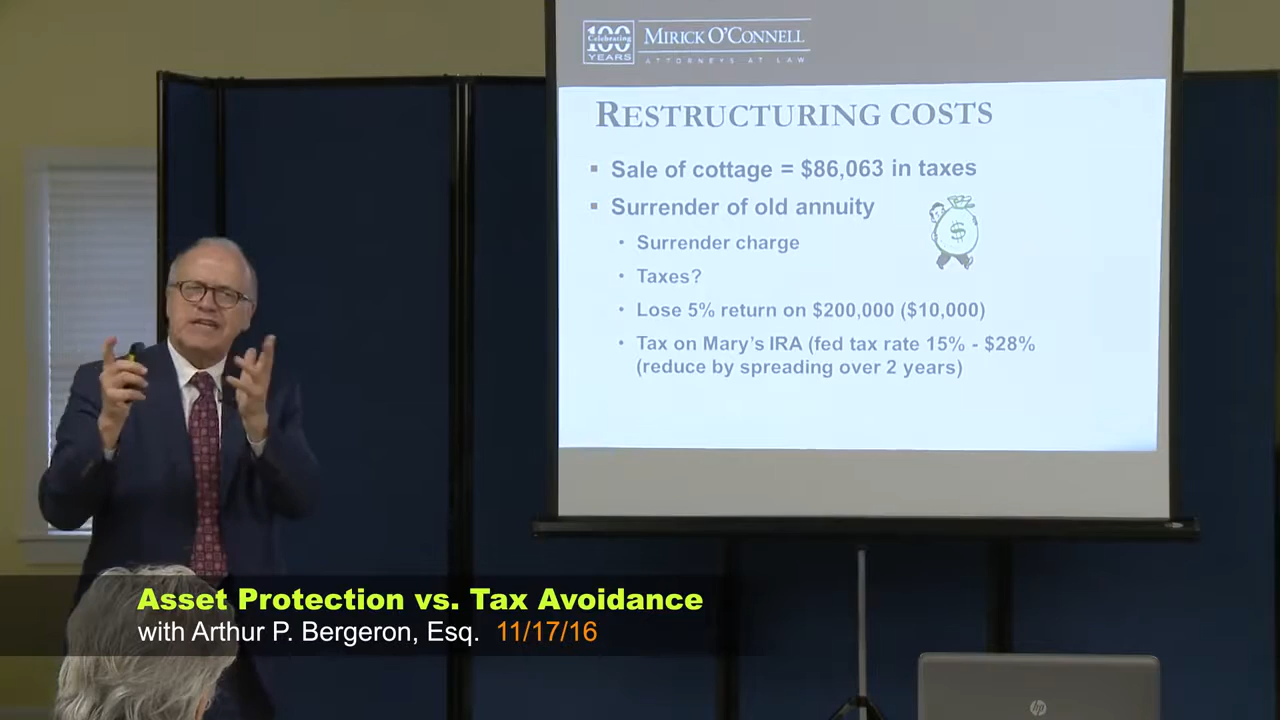 Celebrating
100
YEARS
MIRICK O'CONNELL
ATTORNEYS AT LAW
RESTRUCTURING COSTS
▪ Sale of cottage = $86,063 in taxes
▪ Surrender of old annuity
• Surrender charge
• Taxes?
• Lose 5% return on $200,000 ($10,000)
• Tax on Mary's IRA (fed tax rate 15% - $28%
(reduce by spreading over 2 years)
$
Asset Protection vs. Tax Avoidance
with Arthur P. Bergeron, Esq. 11/17/16
hp